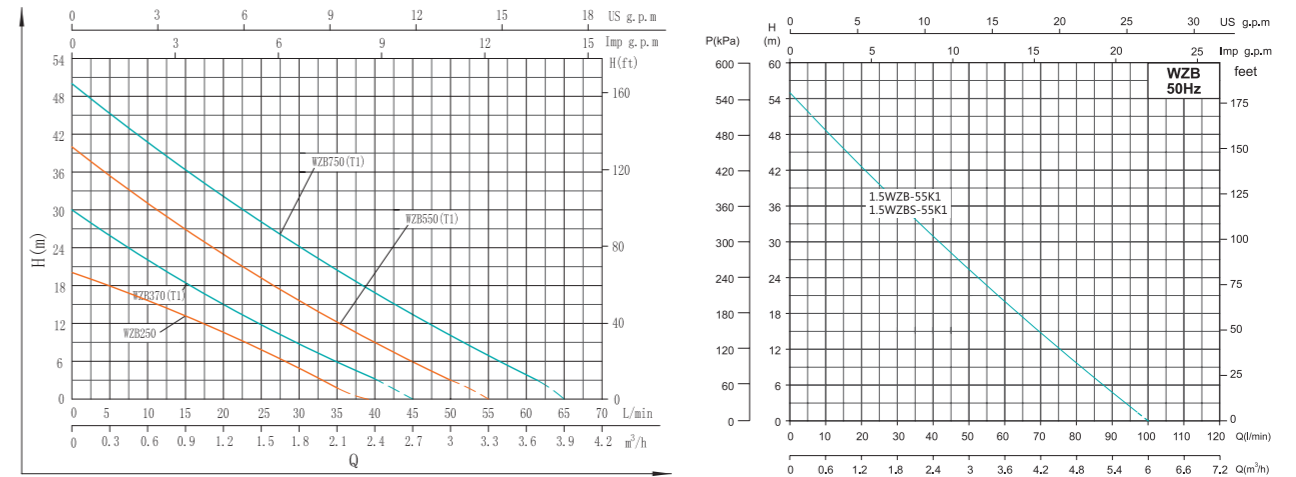 0 3 6 9 12 15 18 US g.p.m
0 3 6 9 12 15 Imp g.p.m
H(ft)
54
48
42
36
30
24
18
12
6
0
H(m)
160
120
80
40
0
WZB750(T1)
WZB550(T1)
WZB370(T1)
WZB250
0 5 10 15 20 25 30 35 40 45 50 55 60 65 70 L/min
0 0.3 0.6 0.9 1.2 1.5 1.8 2.1 2.4 2.7 3 3.3 3.6 3.9 4.2 m³/h
Q
0 5 10 15 20 25 30 US g.p.m
0 5 10 15 20 25 Imp g.p.m
P(kPa)
H
(m)
feet
WZB
50Hz
600 60
540 54
480 48
420 42
360 36
300 30
240 24
180 18
120 12
60 6
0 0
175
150
125
100
75
50
25
0
1.5WZB-55K1
1.5WZBS-55K1
0 10 20 30 40 50 60 70 80 90 100 110 120 Q(l/min)
0 0.6 1.2 1.8 2.4 3 3.6 4.2 4.8 5.4 6 6.6 7.2 Q(m³/h)